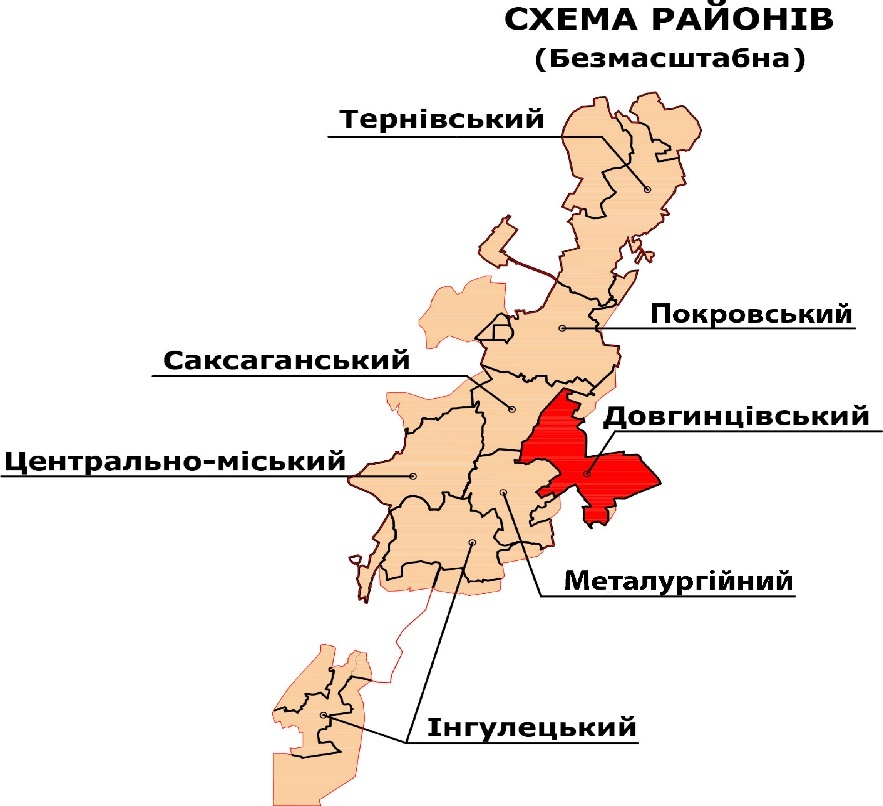 СХЕМА РАЙОНІВ
(Безмасштабна)
Тернівський
Покровський
Саксаганський
Довгинцівський
Центрально-міський
Металургійний
Інгулецький